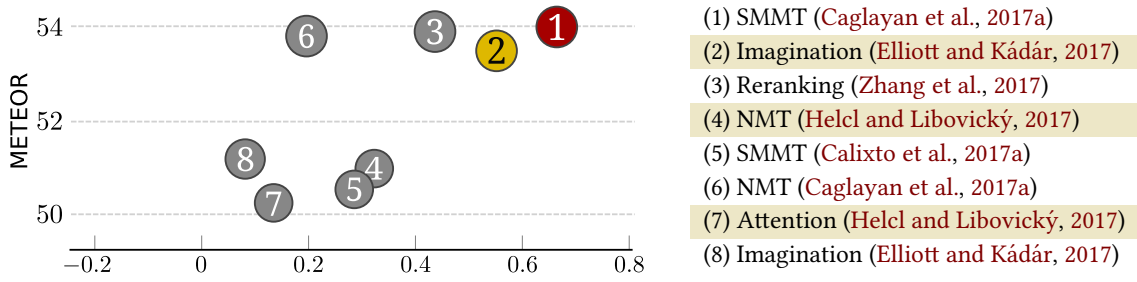 METEOR
54
52
50
−0.2
0
0.2
0.4
0.6
0.8
6
3
2
1
8
7
5
4
(1) SMMT (Caglayan et al., 2017a)
(2) Imagination (Elliott and Kádár, 2017)
(3) Reranking (Zhang et al., 2017)
(4) NMT (Helcl and Libovický, 2017)
(5) SMMT (Calixto et al., 2017a)
(6) NMT (Caglayan et al., 2017a)
(7) Attention (Helcl and Libovický, 2017)
(8) Imagination (Elliott and Kádár, 2017)